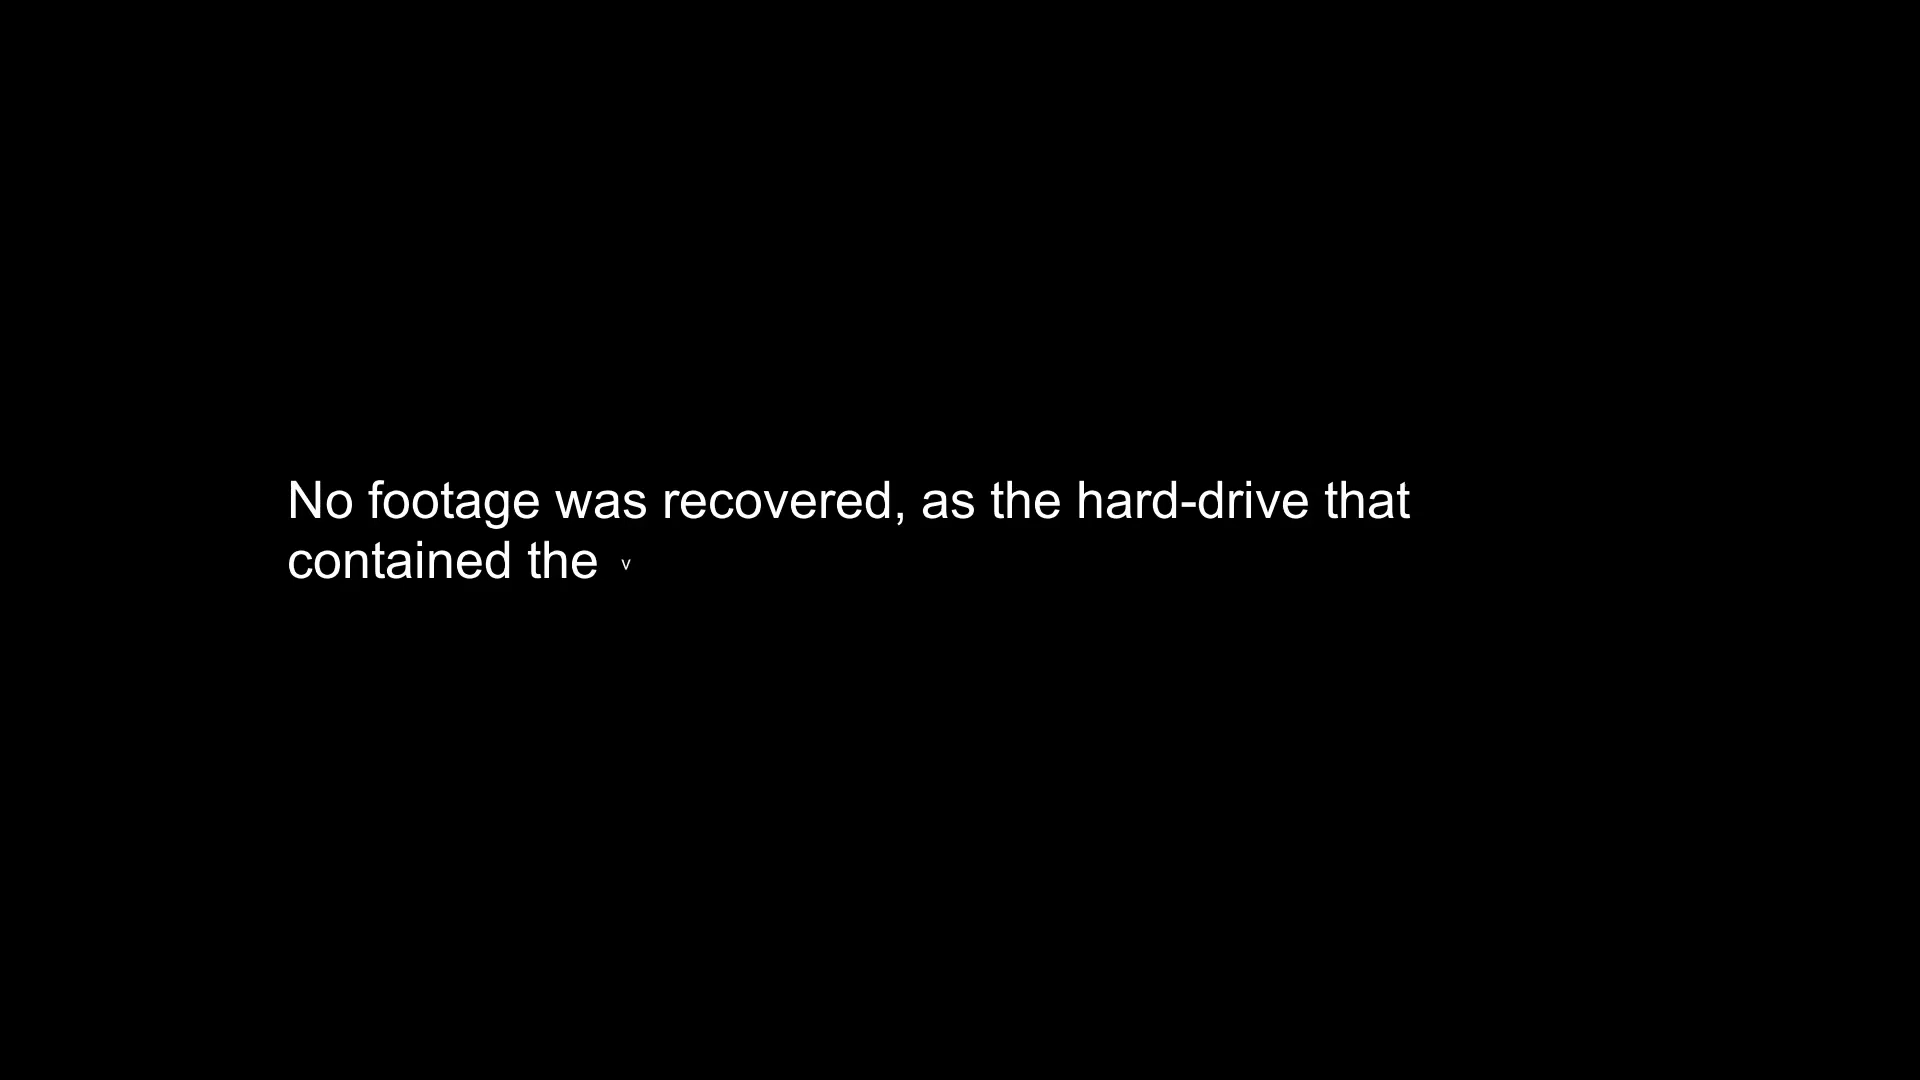 No footage was recovered, as the hard-drive that
contained the v